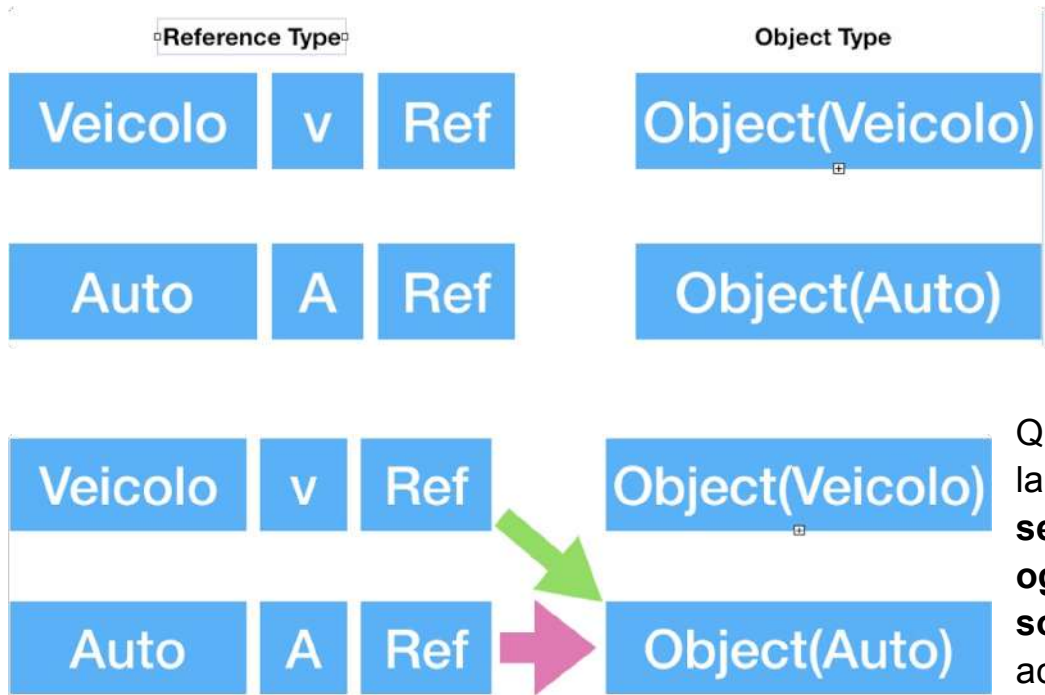 Reference Type Object Type
Veicolo v Ref Object(Veicolo)
Auto A Ref Object(Auto)
Veicolo v Ref Object(Veicolo)
Auto A Ref Object(Auto)
la